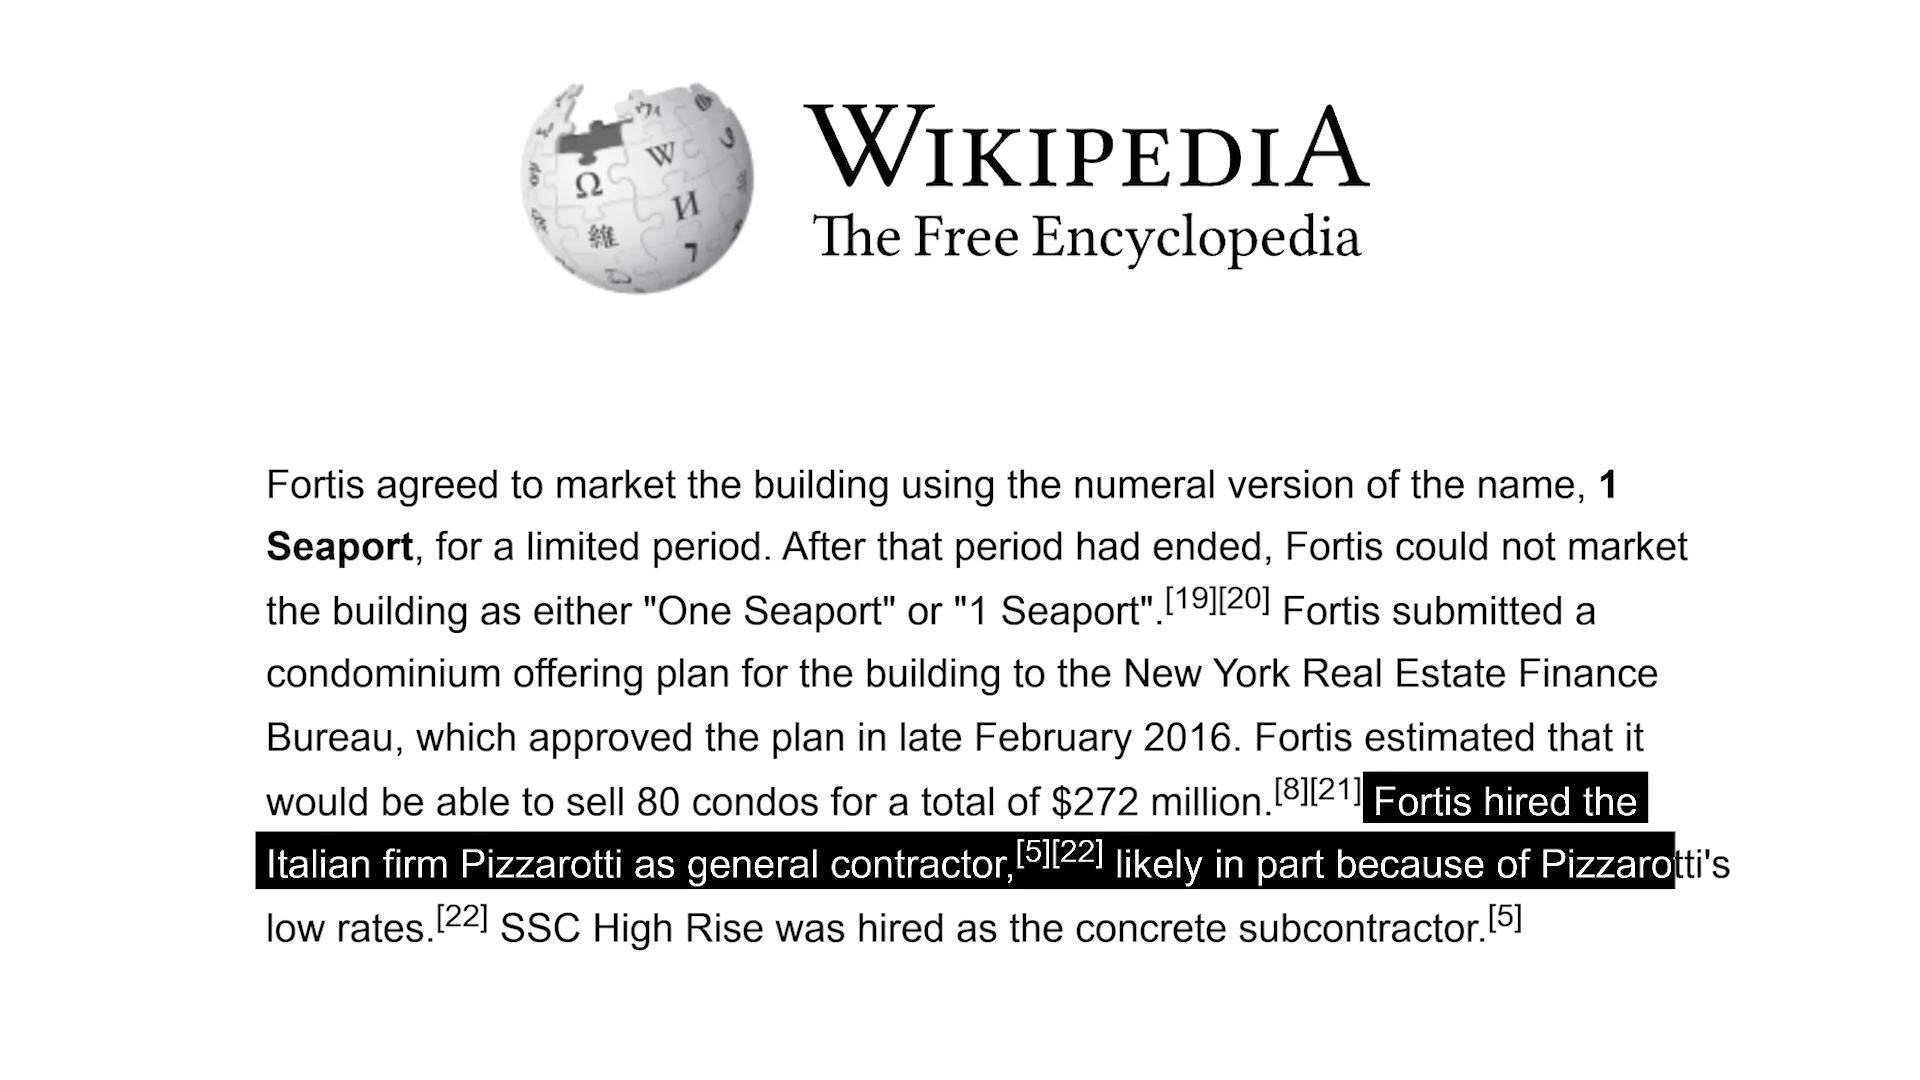 WIKIPEDIA
The Free Encyclopedia
Fortis agreed to market the building using the numeral version of the name, 1
Seaport, for a limited period. After that period had ended, Fortis could not market
the building as either "One Seaport" or "1 Seaport".[19][20] Fortis submitted a
condominium offering plan for the building to the New York Real Estate Finance
Bureau, which approved the plan in late February 2016. Fortis estimated that it
would be able to sell 80 condos for a total of $272 million.[8][21] Fortis hired the
Italian firm Pizzarotti as general contractor,[5][22] likely in part because of Pizzarotti's
low rates.[22] SSC High Rise was hired as the concrete subcontractor.[5]